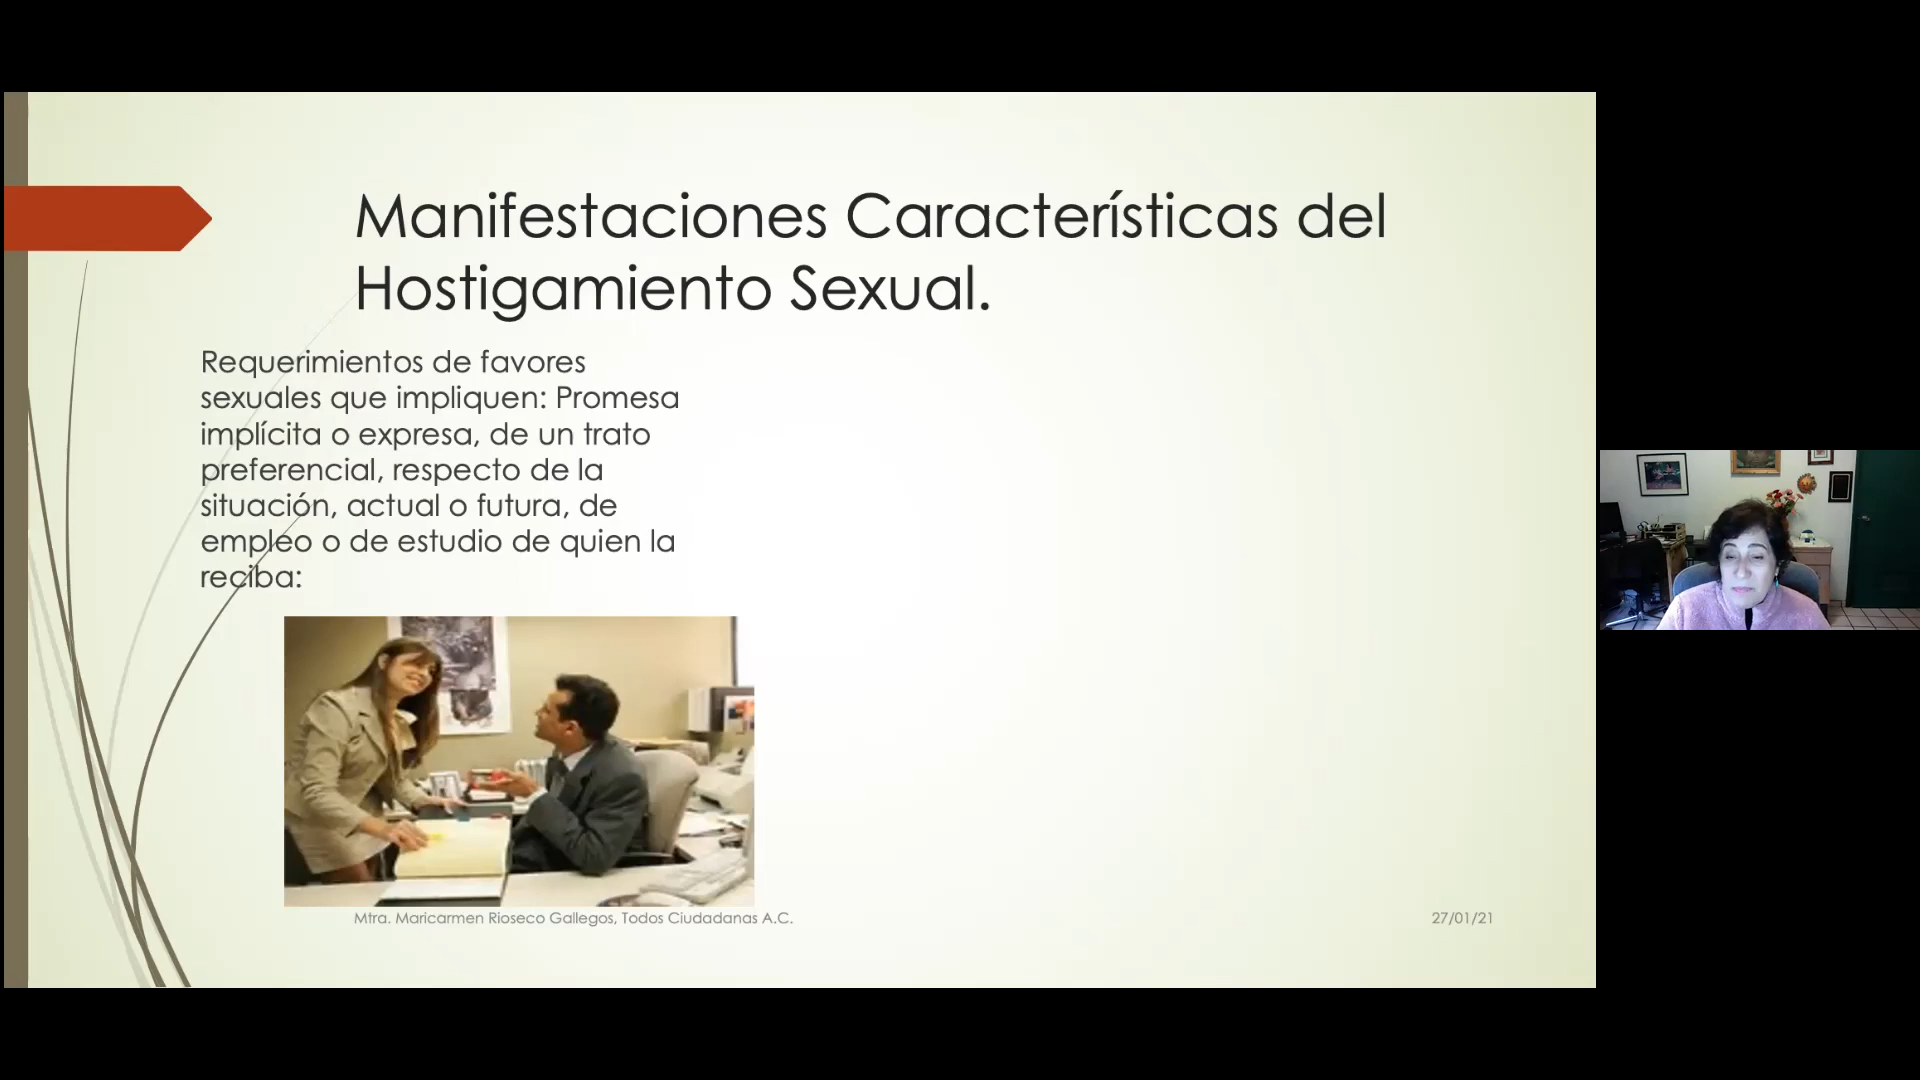 Manifestaciones Características del
Hostigamiento Sexual.
Requerimientos de favores
sexuales que impliquen: Promesa
implícita o expresa, de un trato
preferencial, respecto de la
situación, actual o futura, de
empleo o de estudio de quien la
reciba:
Mtra. Maricarmen Rioseco Gallegos, Todos Ciudadanas A.C.
27/01/21